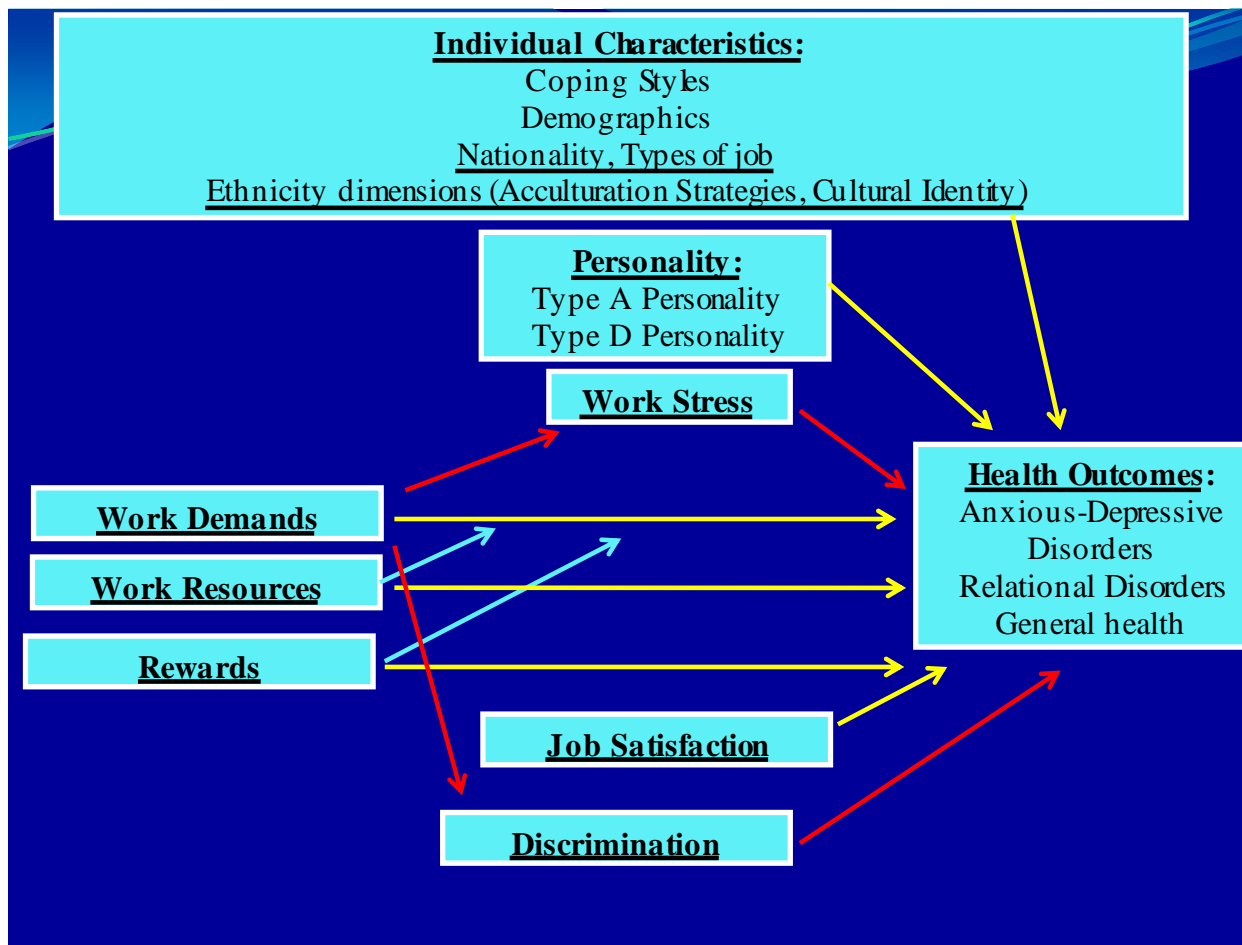 Individual Characteristics:
Coping Styles
Demographics
Nationality, Types of job
Ethnicity dimensions (Acculturation Strategies, Cultural Identity)
Personality:
Type A Personality
Type D Personality
Work Stress
Health Outcomes:
Anxious-Depressive
Disorders
Relational Disorders
General health
Work Demands
Work Resources
Rewards
Job Satisfaction
Discrimination